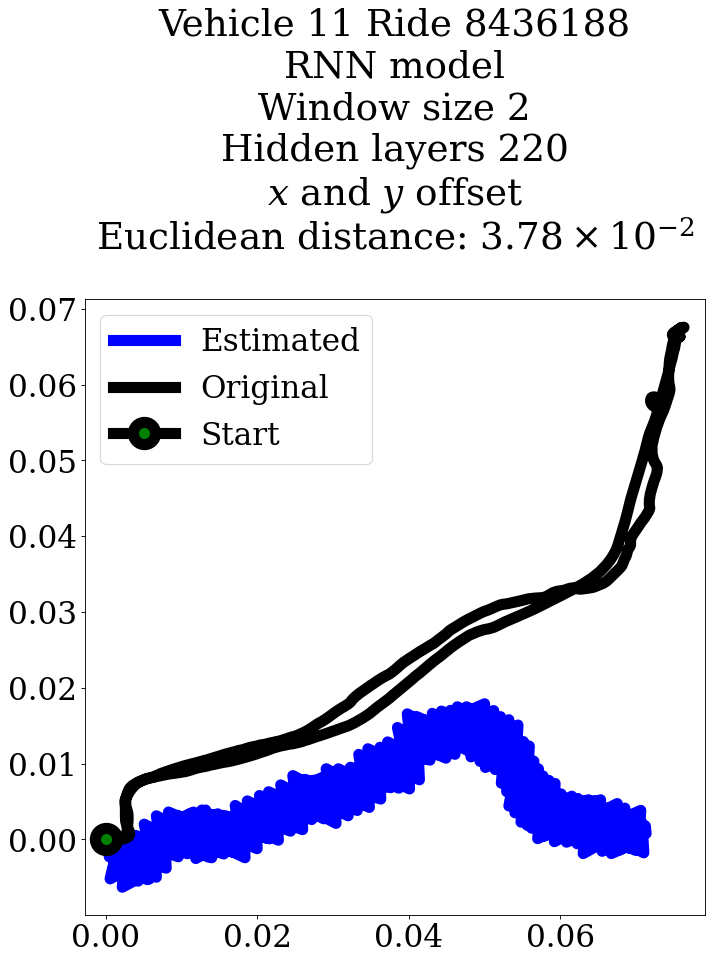 Vehicle 11 Ride 8436188
RNN model
Window size 2
Hidden layers 220
x and y offset
Euclidean distance: 3.78 × 10⁻²
Estimated
Original
Start
0.07
0.06
0.05
0.04
0.03
0.02
0.01
0.00
0.00 0.02 0.04 0.06